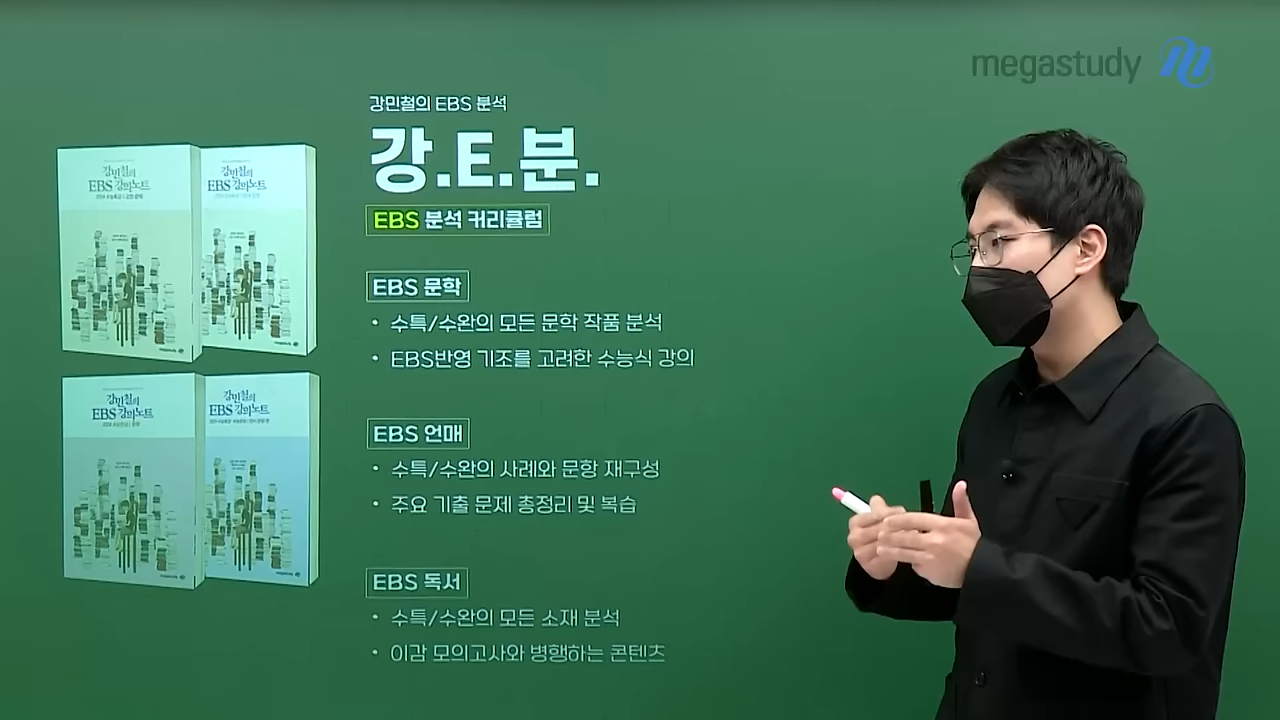 megastudy
강민철의 EBS 분석
강.E.분.
EBS 분석 커리큘럼
EBS 문학
• 수특/수완의 모든 문학 작품 분석
• EBS반영 기조를 고려한 수능식 강의
EBS 언매
• 수특/수완의 사례와 문항 재구성
• 주요 기출 문제 총정리 및 복습
EBS 독서
• 수특/수완의 모든 소재 분석
• 이감 모의고사와 병행하는 콘텐츠
강민철의
EBS 강의노트
강민철의
EBS 강의노트
강민철의
EBS 강의노트
강민철의
EBS 강의노트